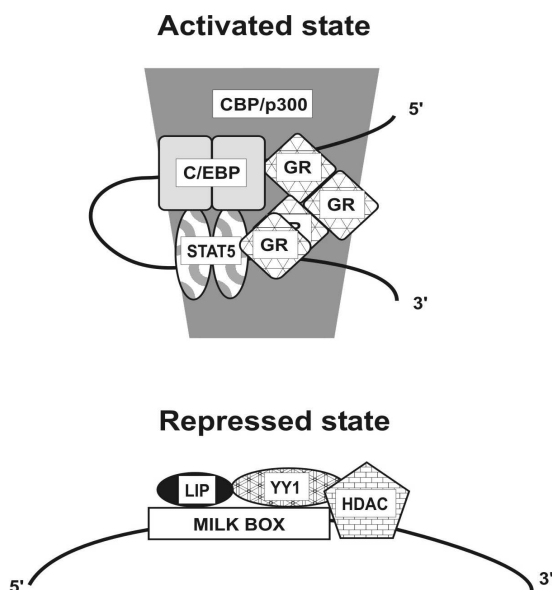 Activated state
CBP/p300
5'
C/EBP
GR
GR
STAT5
GR
3'
Repressed state
LIP
YY1
HDAC
MILK BOX
5'
3'